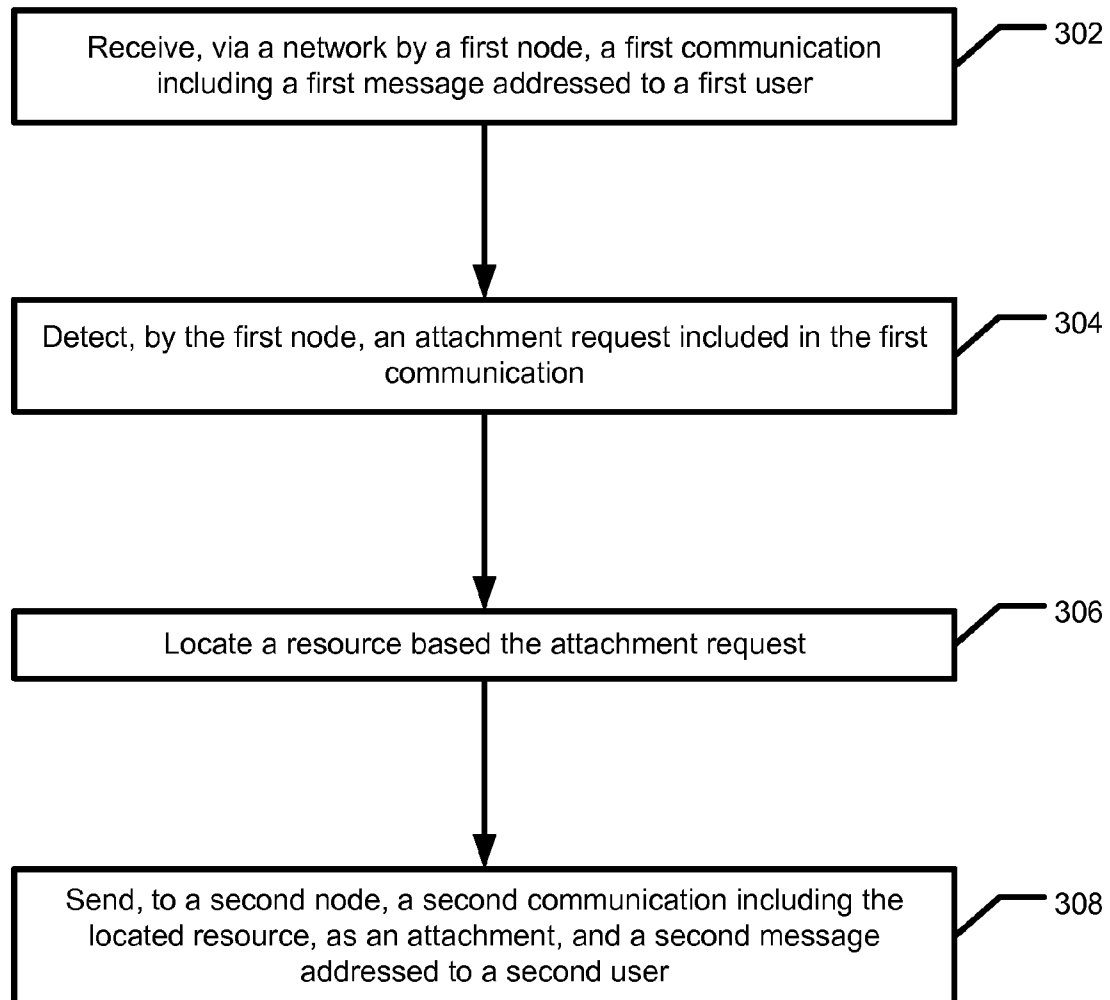 Receive, via a network by a first node, a first communication
including a first message addressed to a first user
302
Detect, by the first node, an attachment request included in the first
communication
304
Locate a resource based the attachment request
306
Send, to a second node, a second communication including the
located resource, as an attachment, and a second message
addressed to a second user
308